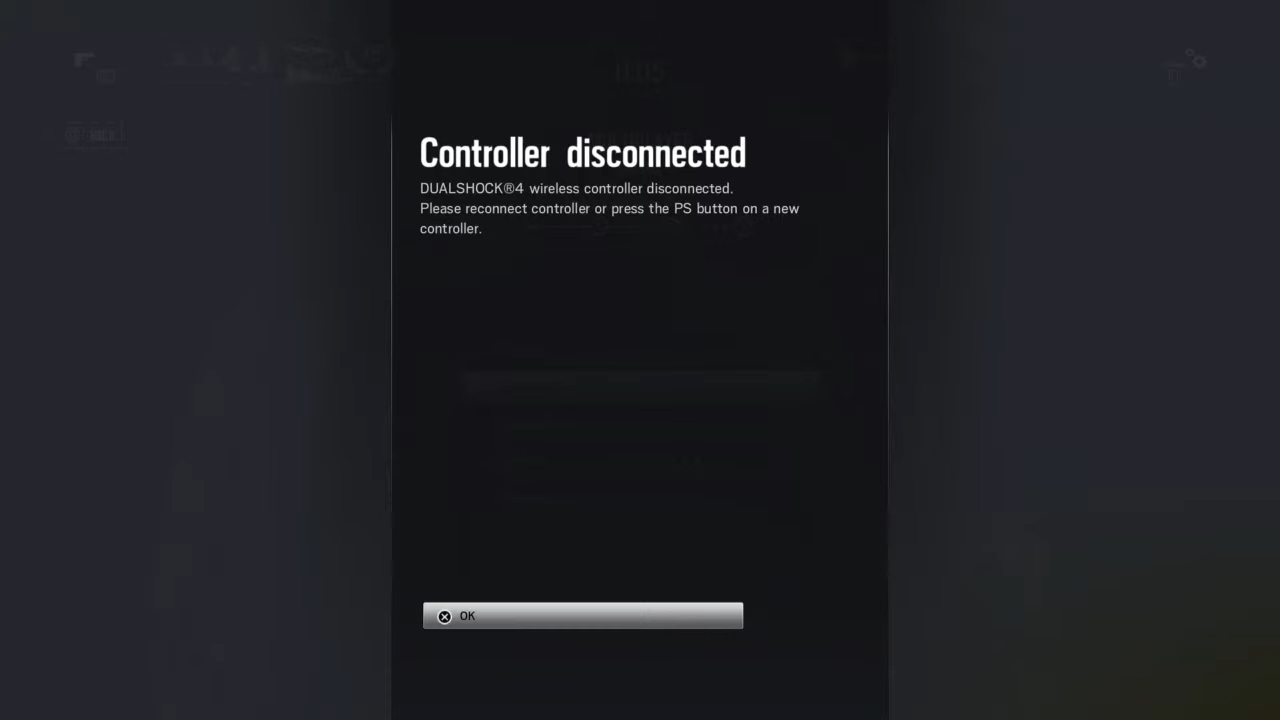 Controller disconnected
DUALSHOCK®4 wireless controller disconnected.
Please reconnect controller or press the PS button on a new
controller.
OK